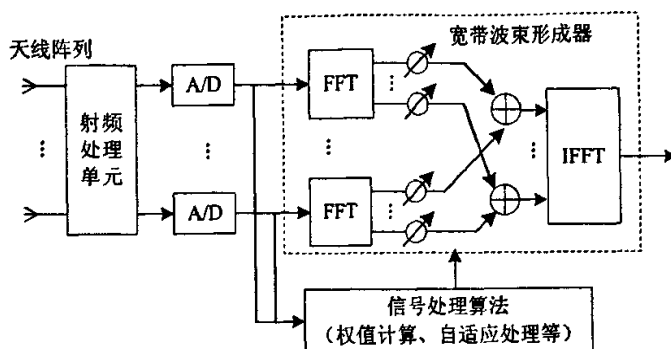 宽带波束形成器
天线阵列
射频
处理
单元
A/D
A/D
FFT
FFT
IFFT
信号处理算法
(权值计算、自适应处理等)